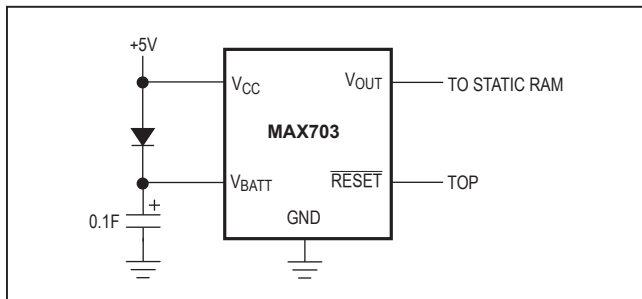 +5V
VCC
VOUT
TO STATIC RAM
MAX703
VBATT
RESET
TOP
+
0.1F
GND